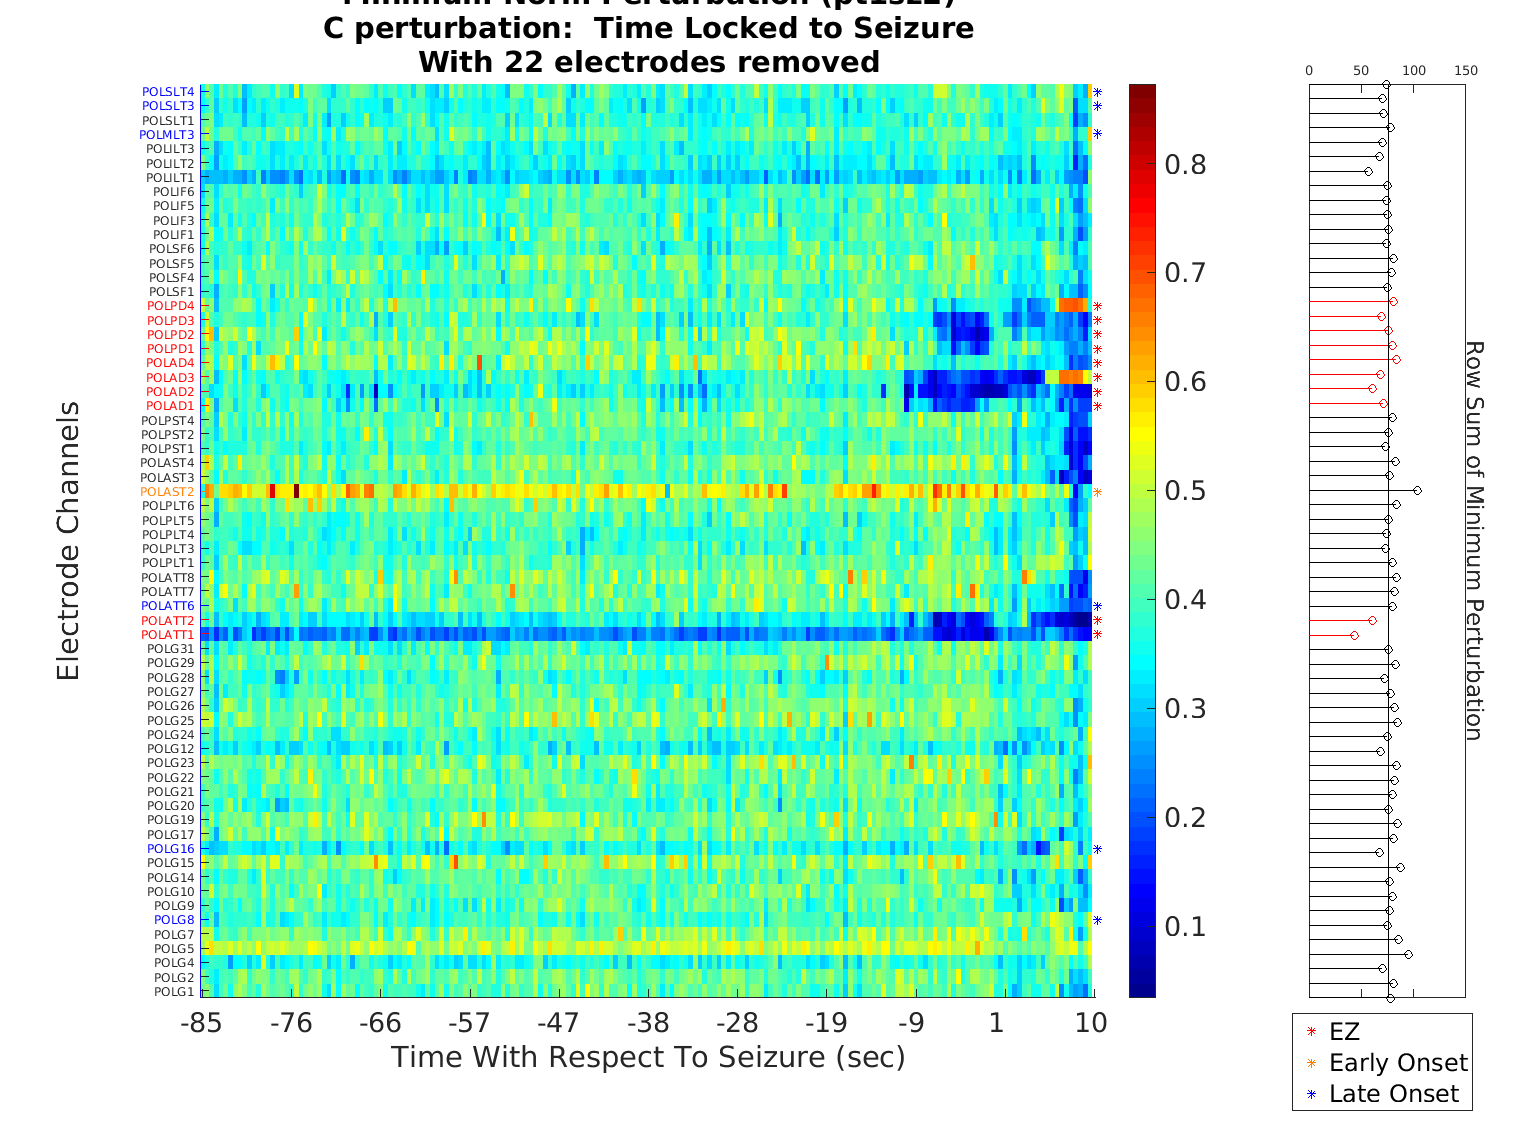 Minimum Norm Perturbation (pt1sz2)
C perturbation:  Time Locked to Seizure
With 22 electrodes removed
0 50 100 150
POLSLT4
POLSLT3
POLSLT1
POLMLT3
POLILT3
POLILT2
POLILT1
POLIF6
POLIF5
POLIF3
POLIF1
POLSF6
POLSF5
POLSF4
POLSF1
POLPD4
POLPD3
POLPD2
POLPD1
POLAD4
POLAD3
POLAD2
POLAD1
POLPST4
POLPST2
POLPST1
POLAST4
POLAST3
POLAST2
POLPLT6
POLPLT5
POLPLT4
POLPLT3
POLPLT1
POLATT8
POLATT7
POLATT6
POLATT2
POLATT1
POLG31
POLG29
POLG28
POLG27
POLG26
POLG25
POLG24
POLG12
POLG23
POLG22
POLG21
POLG20
POLG19
POLG17
POLG16
POLG15
POLG14
POLG10
POLG9
POLG8
POLG7
POLG5
POLG4
POLG2
POLG1
Electrode Channels
0.8
0.7
0.6
0.5
0.4
0.3
0.2
0.1
Row Sum of Minimum Perturbation
-85 -76 -66 -57 -47 -38 -28 -19 -9 1 10
Time With Respect To Seizure (sec)
EZ
Early Onset
Late Onset